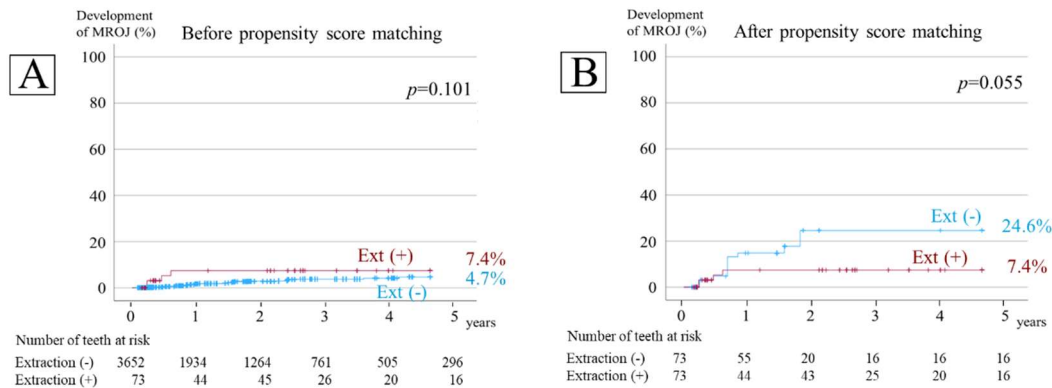 A
Development
of MROJ (%)
Before propensity score matching
p=0.101
100
80
60
40
20
0
Ext (+)
7.4%
Ext (-)
4.7%
0 1 2 3 4 5 years
Number of teeth at risk
Extraction (-) 3652 1934 1264 761 505 296
Extraction (+) 73 44 45 26 20 16
B
Development
of MROJ (%)
After propensity score matching
p=0.055
100
80
60
40
20
0
Ext (-)
24.6%
Ext (+)
7.4%
0 1 2 3 4 5 years
Number of teeth at risk
Extraction (-) 73 55 20 16 16 16
Extraction (+) 73 44 43 25 20 16